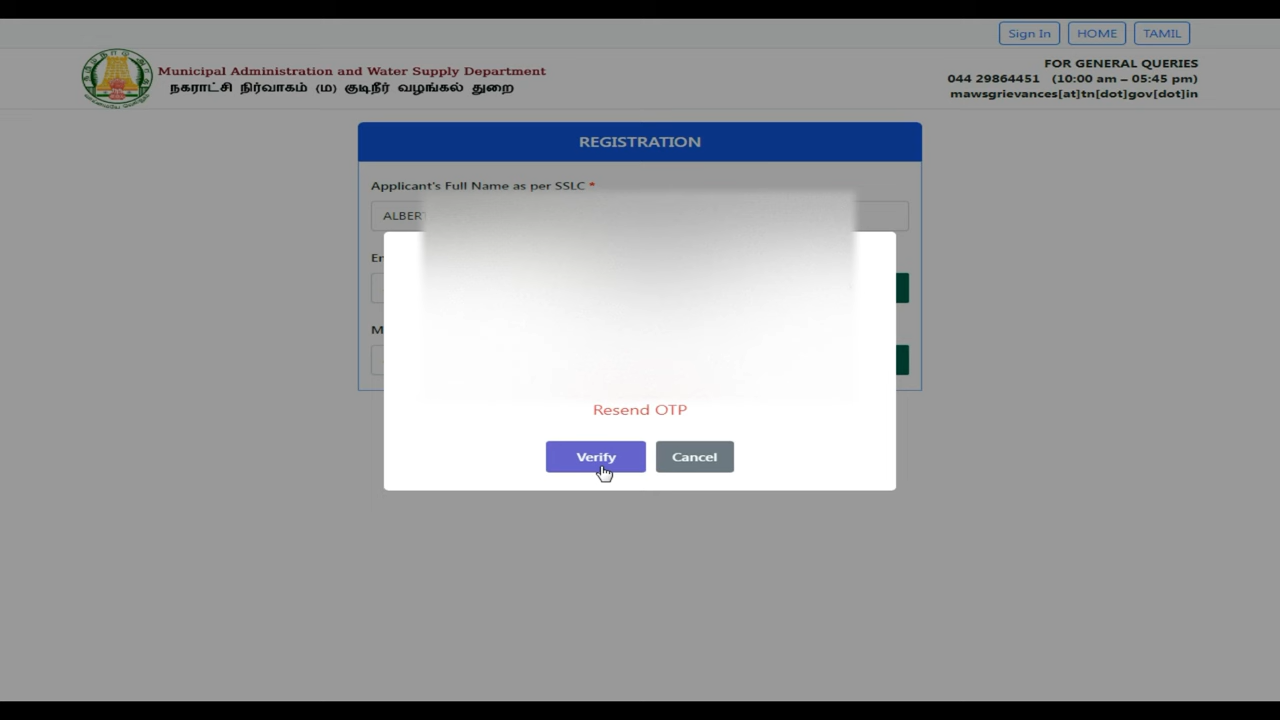 Sign In HOME TAMIL
Municipal Administration and Water Supply Department
நகராட்சி நிர்வாகம் (ம) குடிநீர் வழங்கல் துறை
FOR GENERAL QUERIES
044 29864451 (10:00 am – 05:45 pm)
mawsgrievances[at]tn[dot]gov[dot]in
REGISTRATION
Applicant's Full Name as per SSLC *
Resend OTP
Verify Cancel